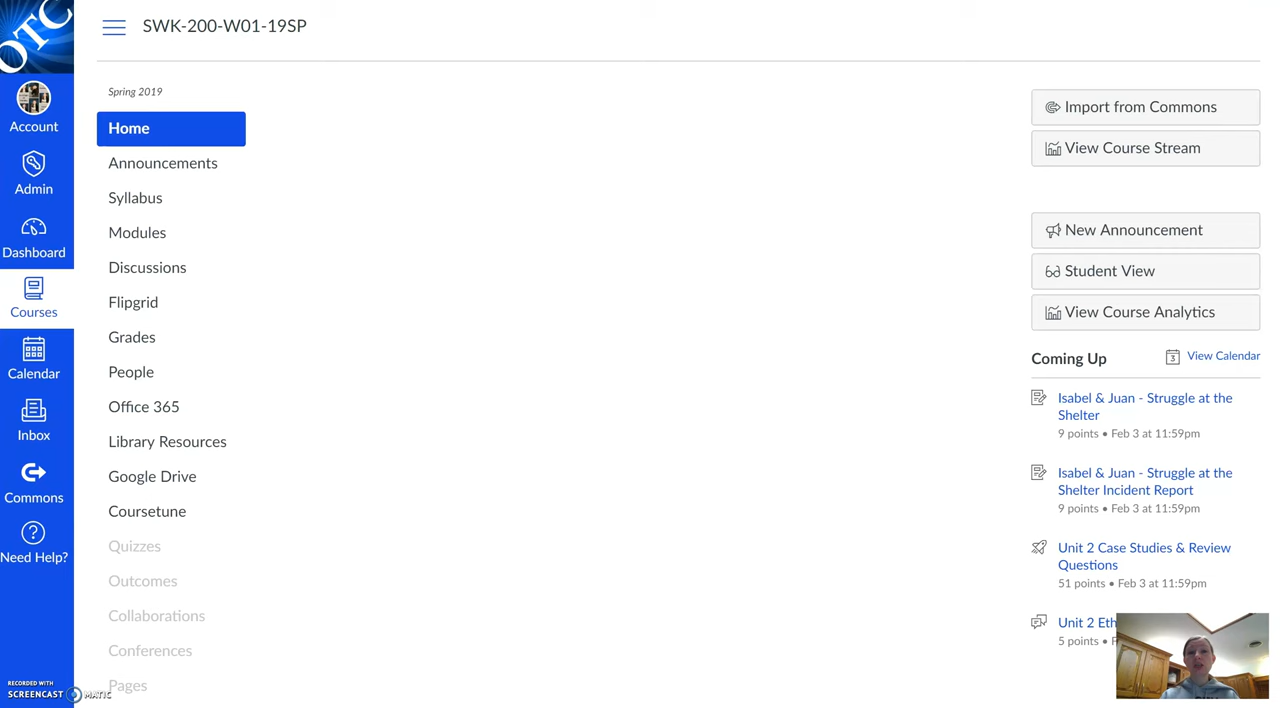 OTC
SWK-200-W01-19SP
Account
Admin
Dashboard
Courses
Calendar
Inbox
Commons
Need Help?
RECORDED WITH
SCREENCAST MATIC
Spring 2019
Home
Announcements
Syllabus
Modules
Discussions
Flipgrid
Grades
People
Office 365
Library Resources
Google Drive
Coursetune
Quizzes
Outcomes
Collaborations
Conferences
Pages
Import from Commons
View Course Stream
New Announcement
Student View
View Course Analytics
Coming Up
3 View Calendar
Isabel & Juan - Struggle at the
Shelter
9 points • Feb 3 at 11:59pm
Isabel & Juan - Struggle at the
Shelter Incident Report
9 points • Feb 3 at 11:59pm
Unit 2 Case Studies & Review
Questions
51 points • Feb 3 at 11:59pm
Unit 2 Eth
5 points •